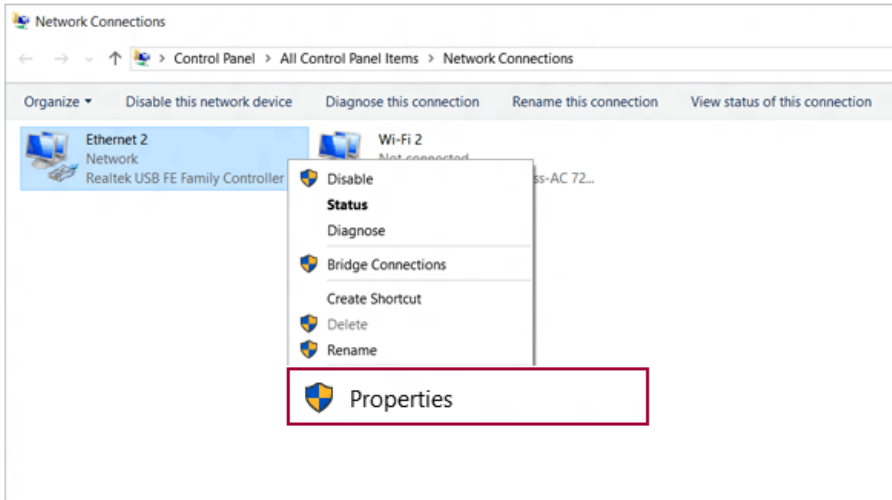 Network Connections
Control Panel > All Control Panel Items > Network Connections
Organize Disable this network device Diagnose this connection Rename this connection View status of this connection
Ethernet 2
Network
Realtek USB FE Family Controller
Wi-Fi 2
Not connected
ss-AC 72...
Disable
Status
Diagnose
Bridge Connections
Create Shortcut
Delete
Rename
Properties